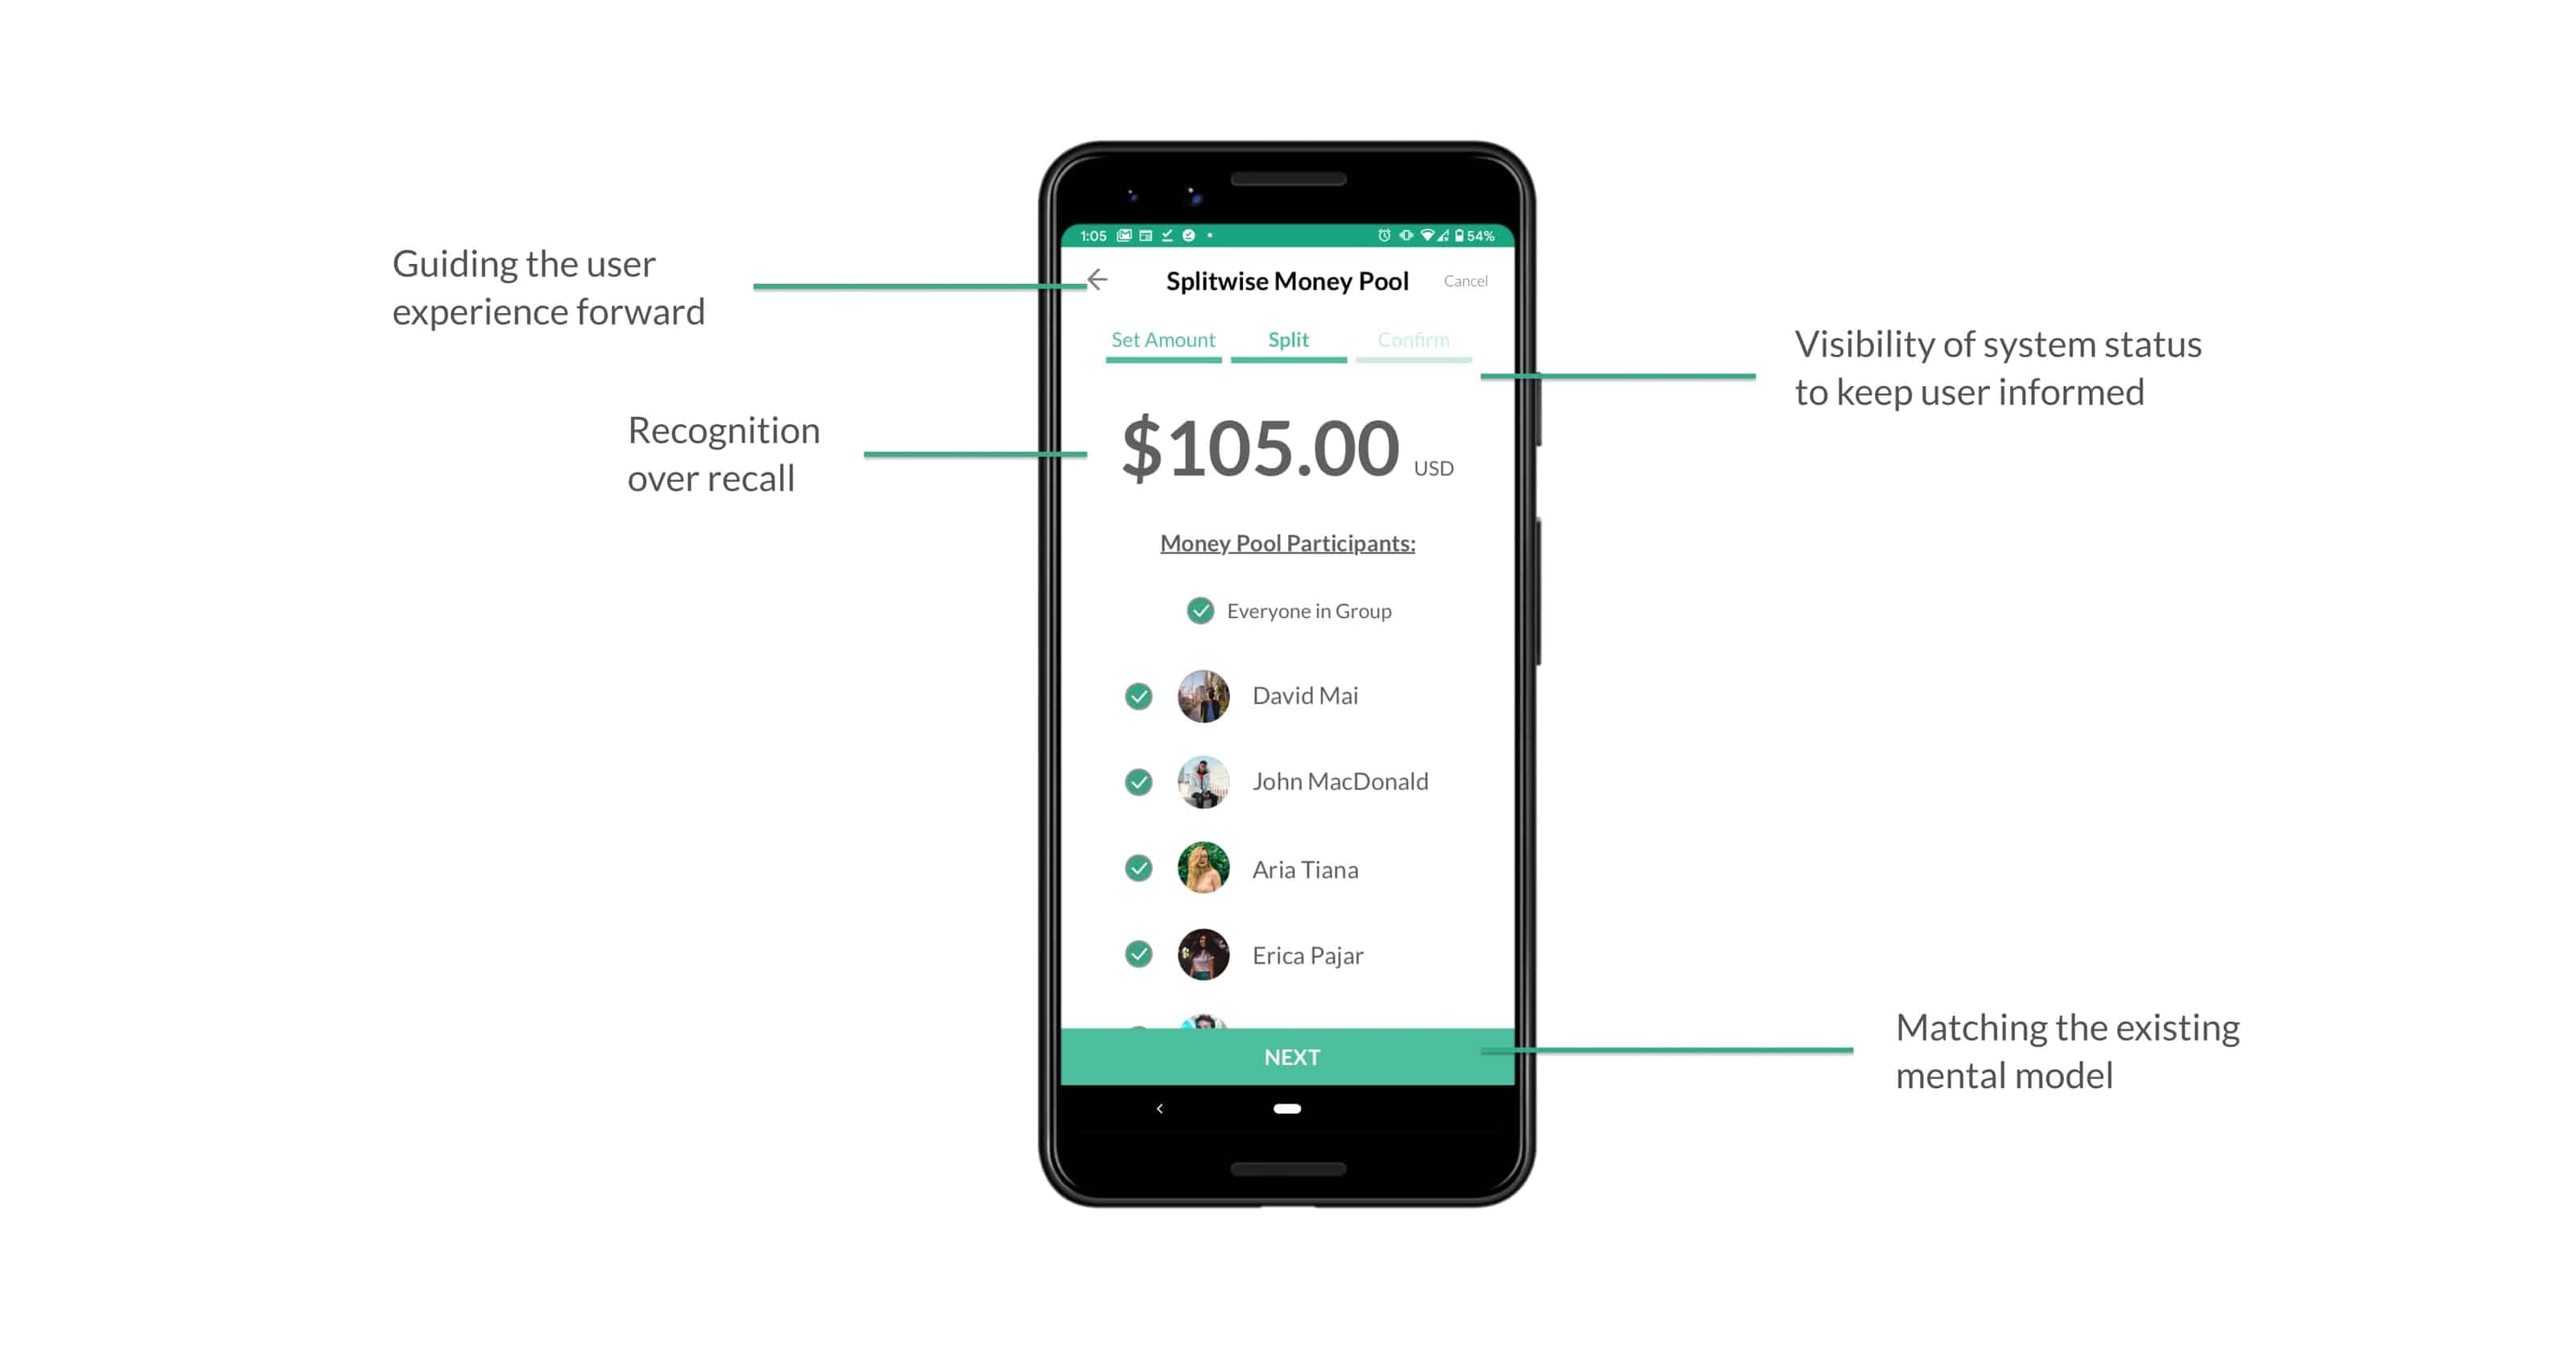 Guiding the user
experience forward
Recognition
over recall
1:05
54%
Splitwise Money Pool
Cancel
Set Amount
Split
Confirm
$105.00 USD
Money Pool Participants:
Everyone in Group
David Mai
John MacDonald
Aria Tiana
Erica Pajar
NEXT
Visibility of system status
to keep user informed
Matching the existing
mental model